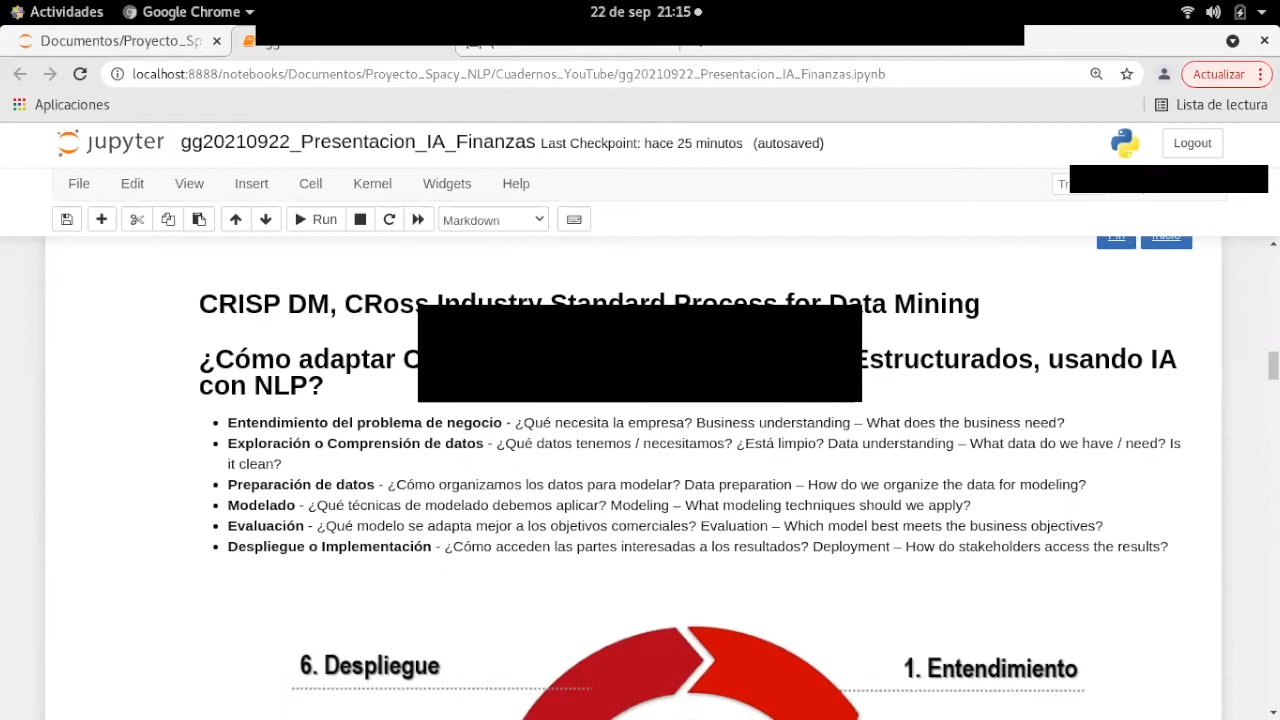 Actividades Google Chrome 22 de sep 21:15
Documentos/Proyecto_Sp
localhost:8888/notebooks/Documentos/Proyecto_Spacy_NLP/Cuadernos_YouTube/gg20210922_Presentacion_IA_Finanzas.ipynb Actualizar
Aplicaciones Lista de lectura
jupyter gg20210922_Presentacion_IA_Finanzas Last Checkpoint: hace 25 minutos (autosaved) Logout
File Edit View Insert Cell Kernel Widgets Help
Run Markdown
Fin Inicio
CRISP DM, CRoss Industry Standard Process for Data Mining
¿Cómo adaptar Estructurados, usando IA
con NLP?
Entendimiento del problema de negocio - ¿Qué necesita la empresa? Business understanding – What does the business need?
Exploración o Comprensión de datos - ¿Qué datos tenemos / necesitamos? ¿Está limpio? Data understanding – What data do we have / need? Is
it clean?
Preparación de datos - ¿Cómo organizamos los datos para modelar? Data preparation – How do we organize the data for modeling?
Modelado - ¿Qué técnicas de modelado debemos aplicar? Modeling – What modeling techniques should we apply?
Evaluación - ¿Qué modelo se adapta mejor a los objetivos comerciales? Evaluation – Which model best meets the business objectives?
Despliegue o Implementación - ¿Cómo acceden las partes interesadas a los resultados? Deployment – How do stakeholders access the results?
6. Despliegue
1. Entendimiento